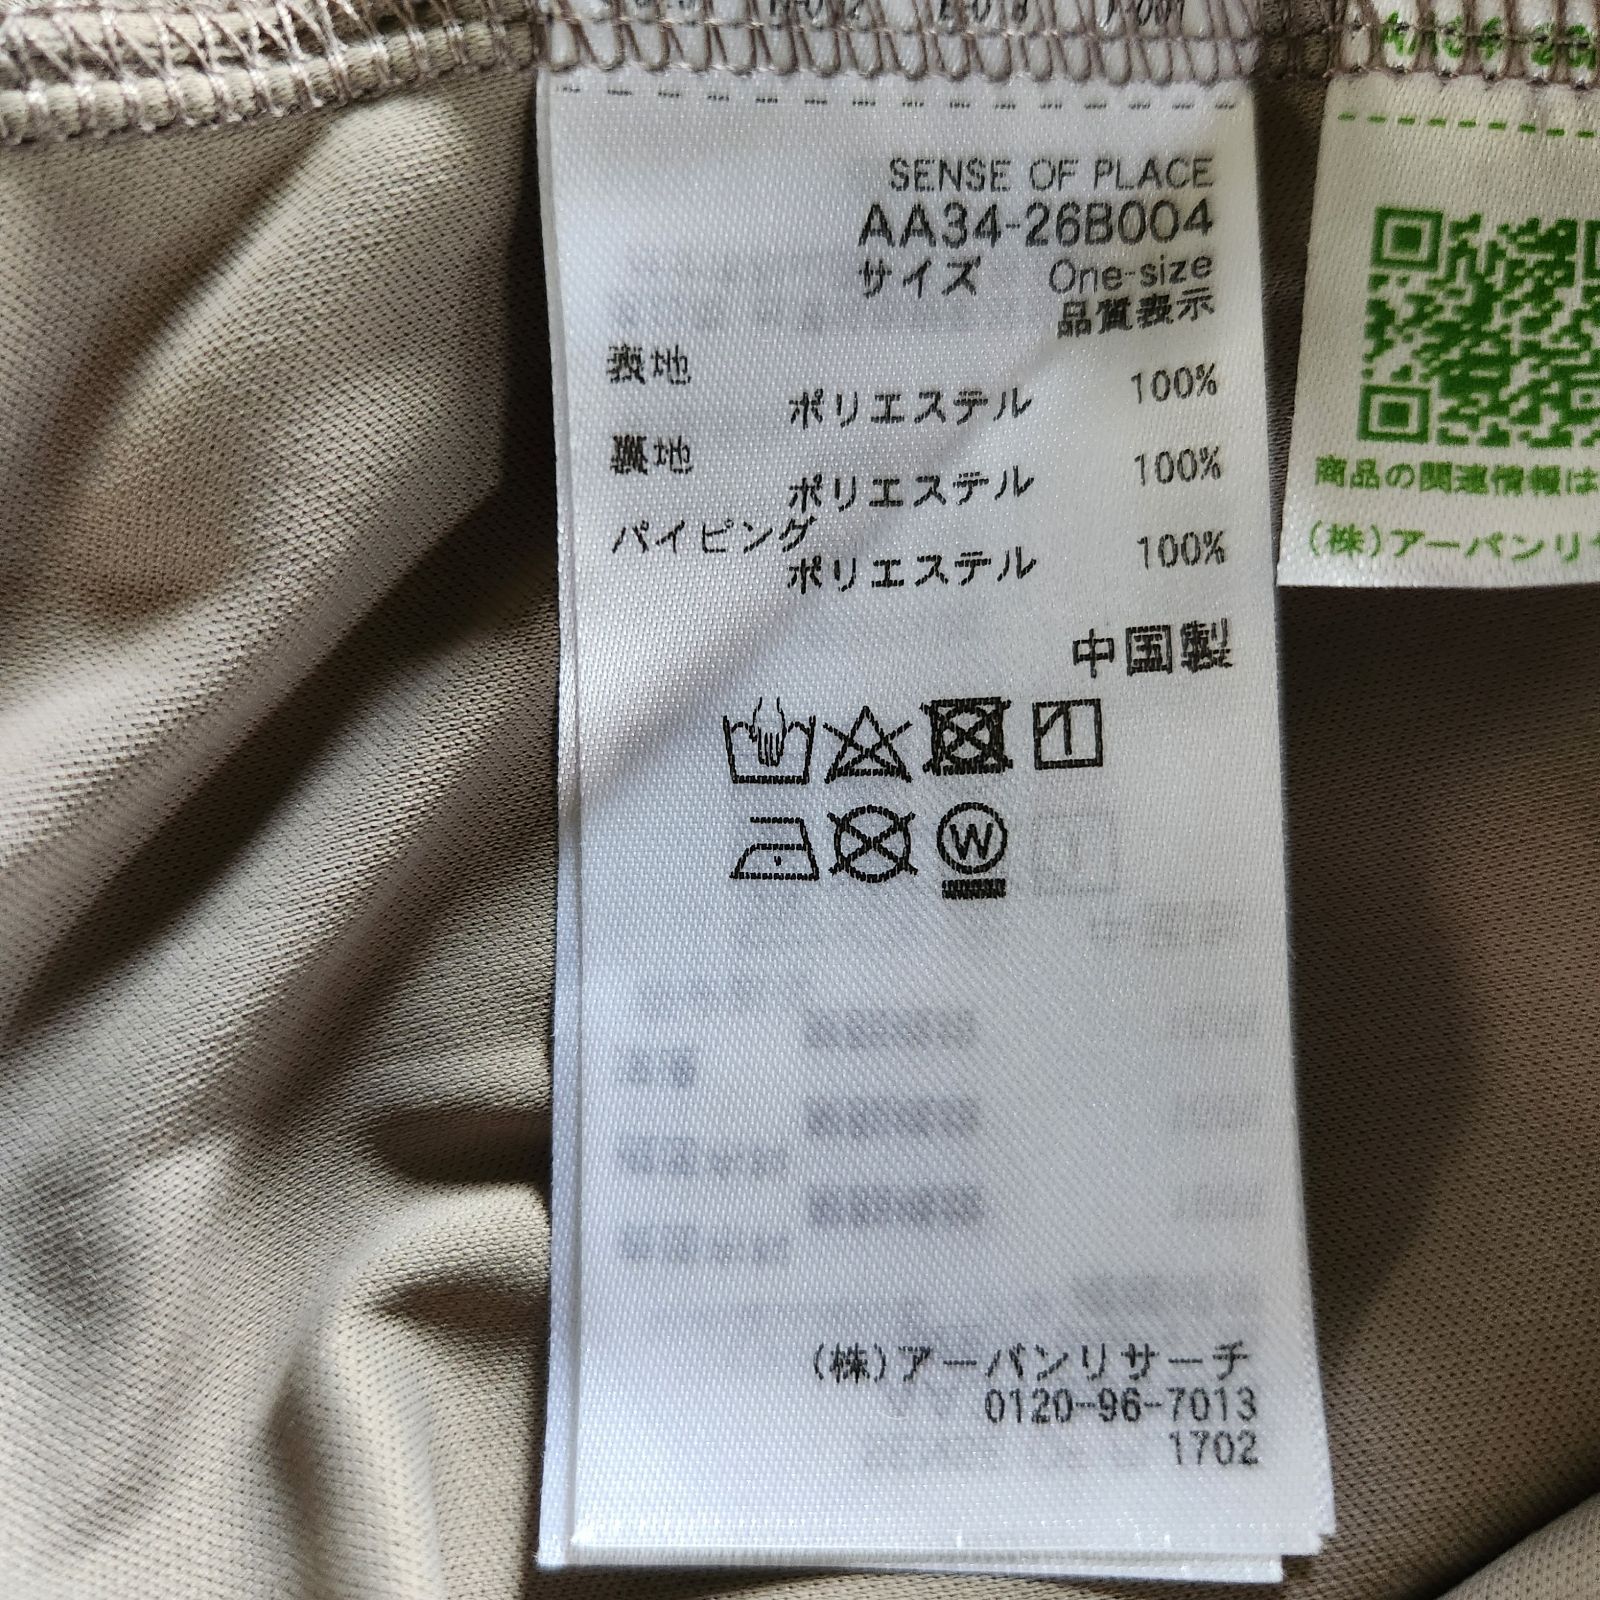 SENSE OF PLACE
AA34-26B004
サイズ One-size
品質表示
表地
ポリエステル 100%
裏地
ポリエステル 100%
パイピング
ポリエステル 100%
中国製
W
(株)アーバンリサーチ
0120-96-7013
1702
商品の関連情報は
(株)アーバンリサ